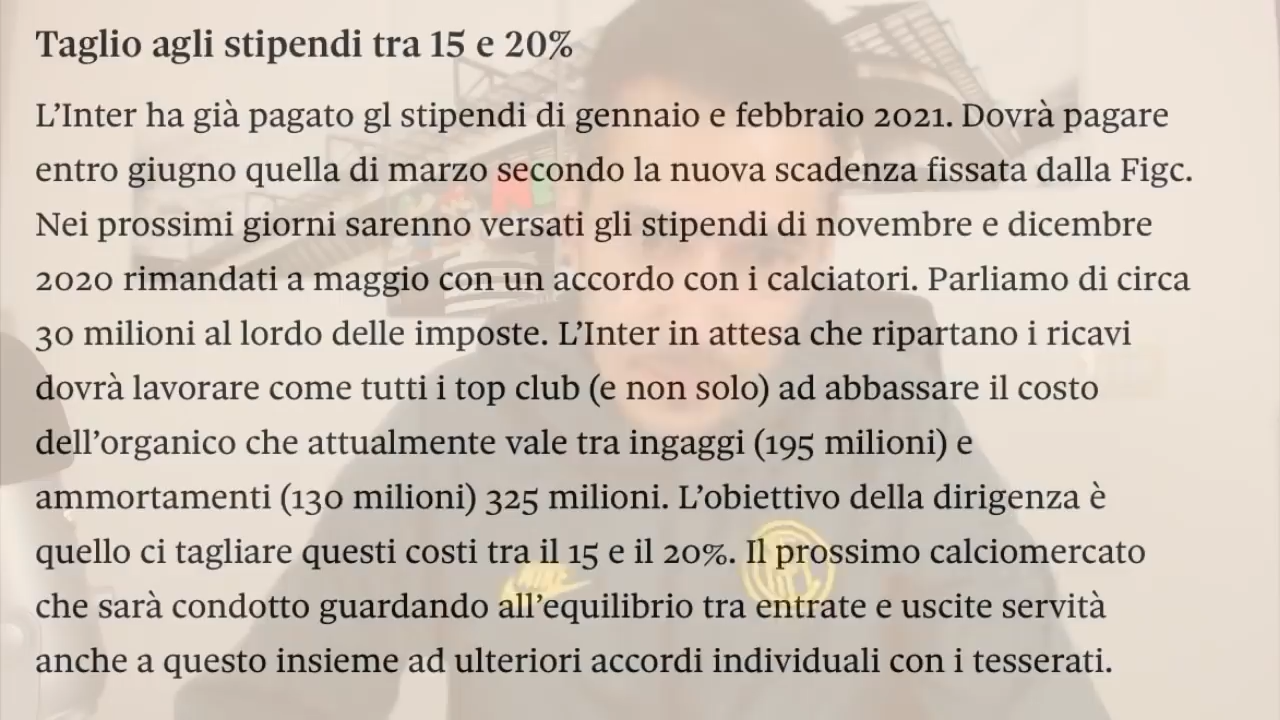 Taglio agli stipendi tra 15 e 20%
L’Inter ha già pagato gl stipendi di gennaio e febbraio 2021. Dovrà pagare
entro giugno quella di marzo secondo la nuova scadenza fissata dalla Figc.
Nei prossimi giorni sarenno versati gli stipendi di novembre e dicembre
2020 rimandati a maggio con un accordo con i calciatori. Parliamo di circa
30 milioni al lordo delle imposte. L’Inter in attesa che ripartano i ricavi
dovrà lavorare come tutti i top club (e non solo) ad abbassare il costo
dell’organico che attualmente vale tra ingaggi (195 milioni) e
ammortamenti (130 milioni) 325 milioni. L’obiettivo della dirigenza è
quello ci tagliare questi costi tra il 15 e il 20%. Il prossimo calciomercato
che sarà condotto guardando all’equilibrio tra entrate e uscite servità
anche a questo insieme ad ulteriori accordi individuali con i tesserati.
NIKE